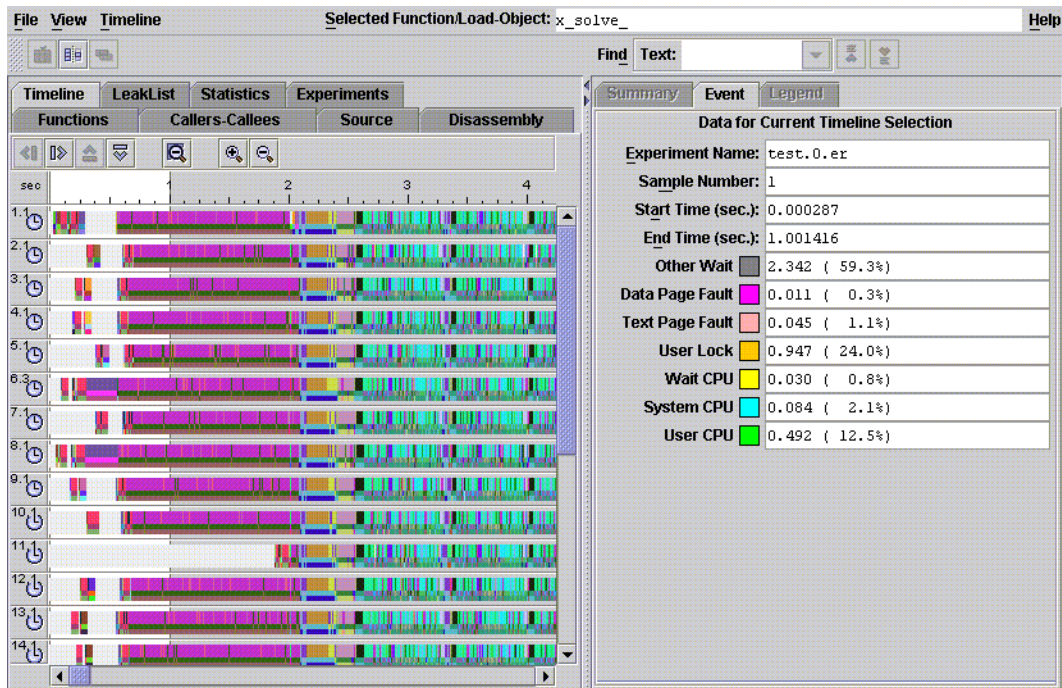 File View Timeline Selected Function/Load-Object: x_solve_ Help
Find Text:
Timeline LeakList Statistics Experiments
Functions Callers-Callees Source Disassembly
sec 1 2 3 4
1.1
2.1
3.1
4.1
5.1
6.3
7.1
8.1
9.1
10.1
11.1
12.1
13.1
14.1
Summary Event Legend
Data for Current Timeline Selection
Experiment Name: test.0.er
Sample Number: 1
Start Time (sec.): 0.000287
End Time (sec.): 1.001416
Other Wait 2.342 ( 59.3%)
Data Page Fault 0.011 ( 0.3%)
Text Page Fault 0.045 ( 1.1%)
User Lock 0.947 ( 24.0%)
Wait CPU 0.030 ( 0.8%)
System CPU 0.084 ( 2.1%)
User CPU 0.492 ( 12.5%)